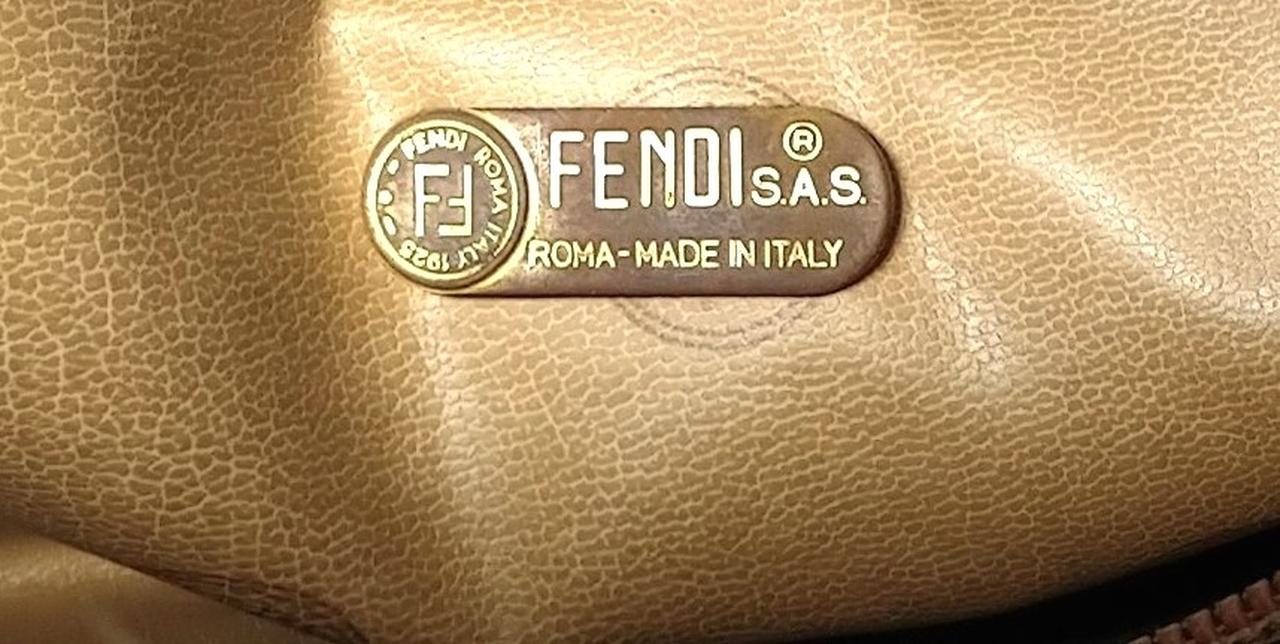 FENDI ROMA ITALY 1925
FF
FENDI S.A.S. ®
ROMA-MADE IN ITALY